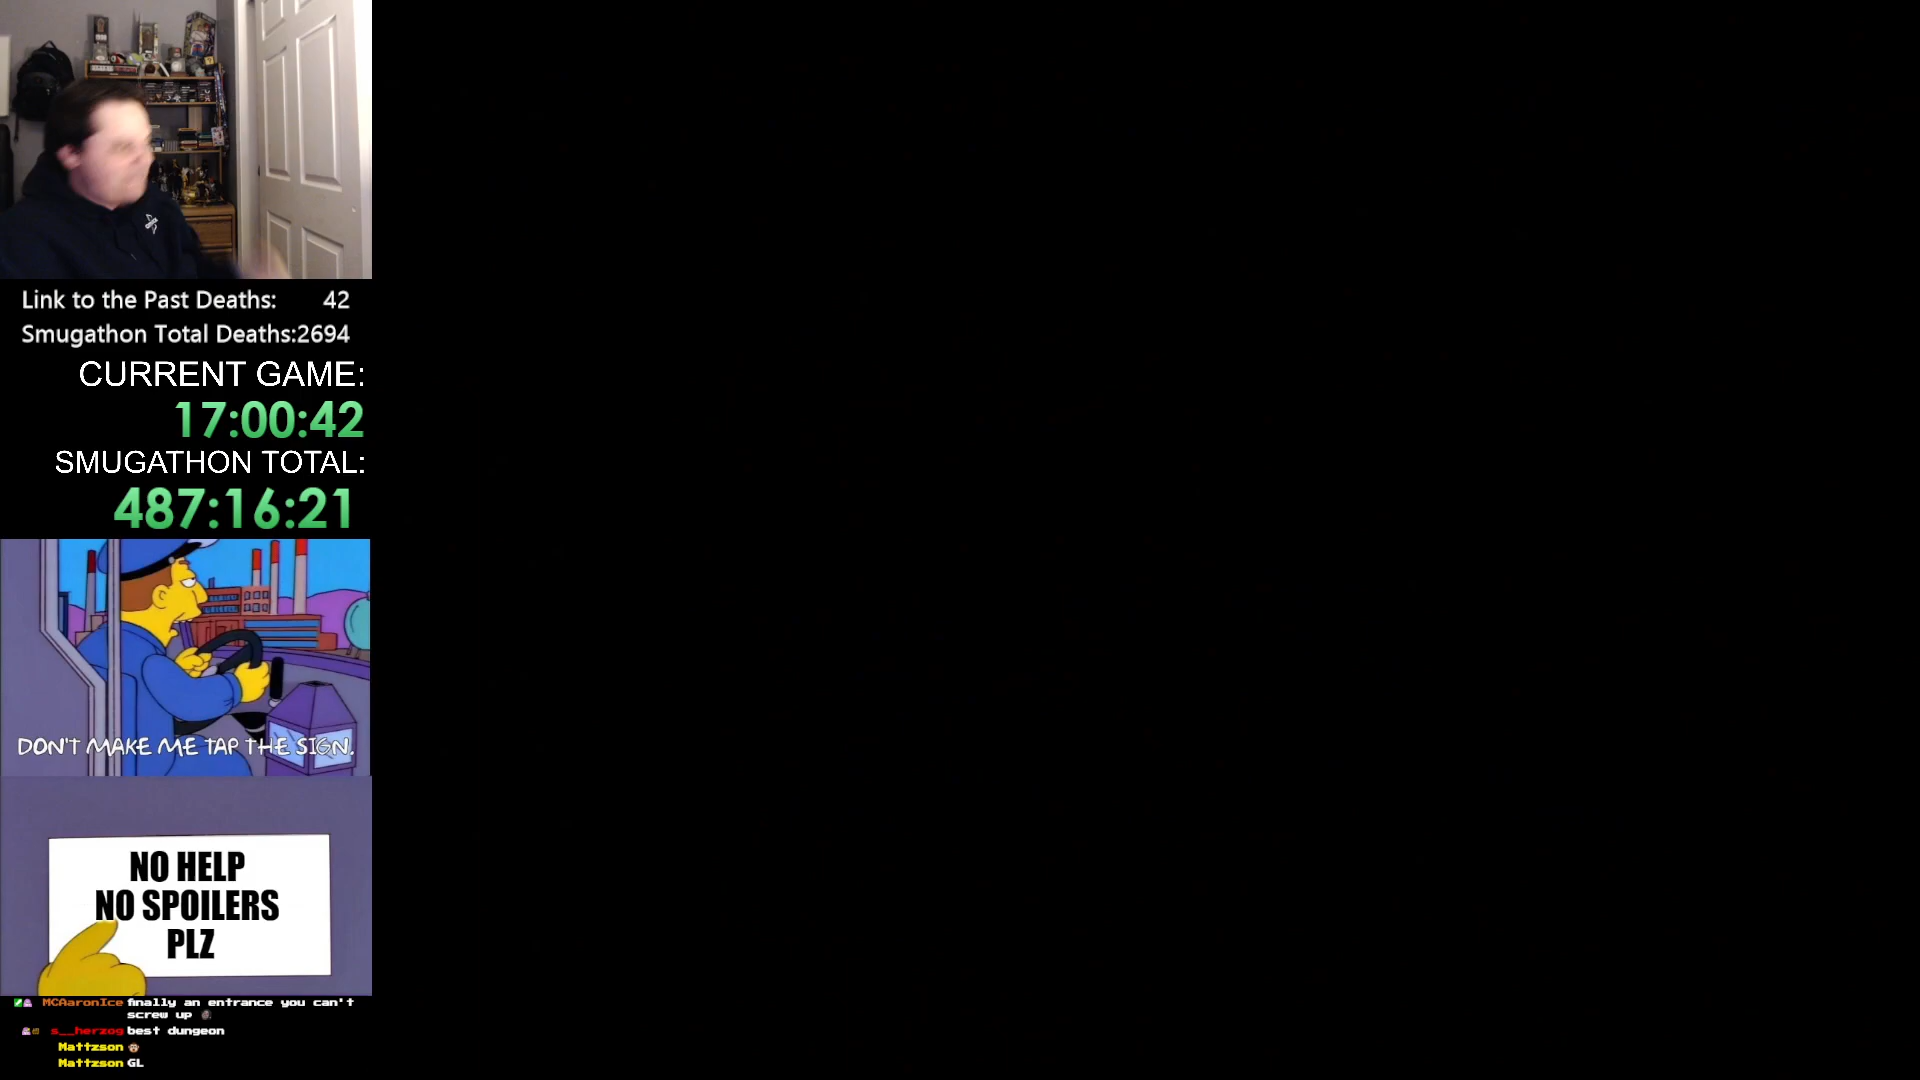 Link to the Past Deaths: 42
Smugathon Total Deaths:2694
CURRENT GAME:
17:00:42
SMUGATHON TOTAL:
487:16:21
DON'T MAKE ME TAP THE SIGN.
NO HELP
NO SPOILERS
PLZ
MCAaronIce finally an entrance you can't
screw up
s__herzog best dungeon
Mattzson
Mattzson GL